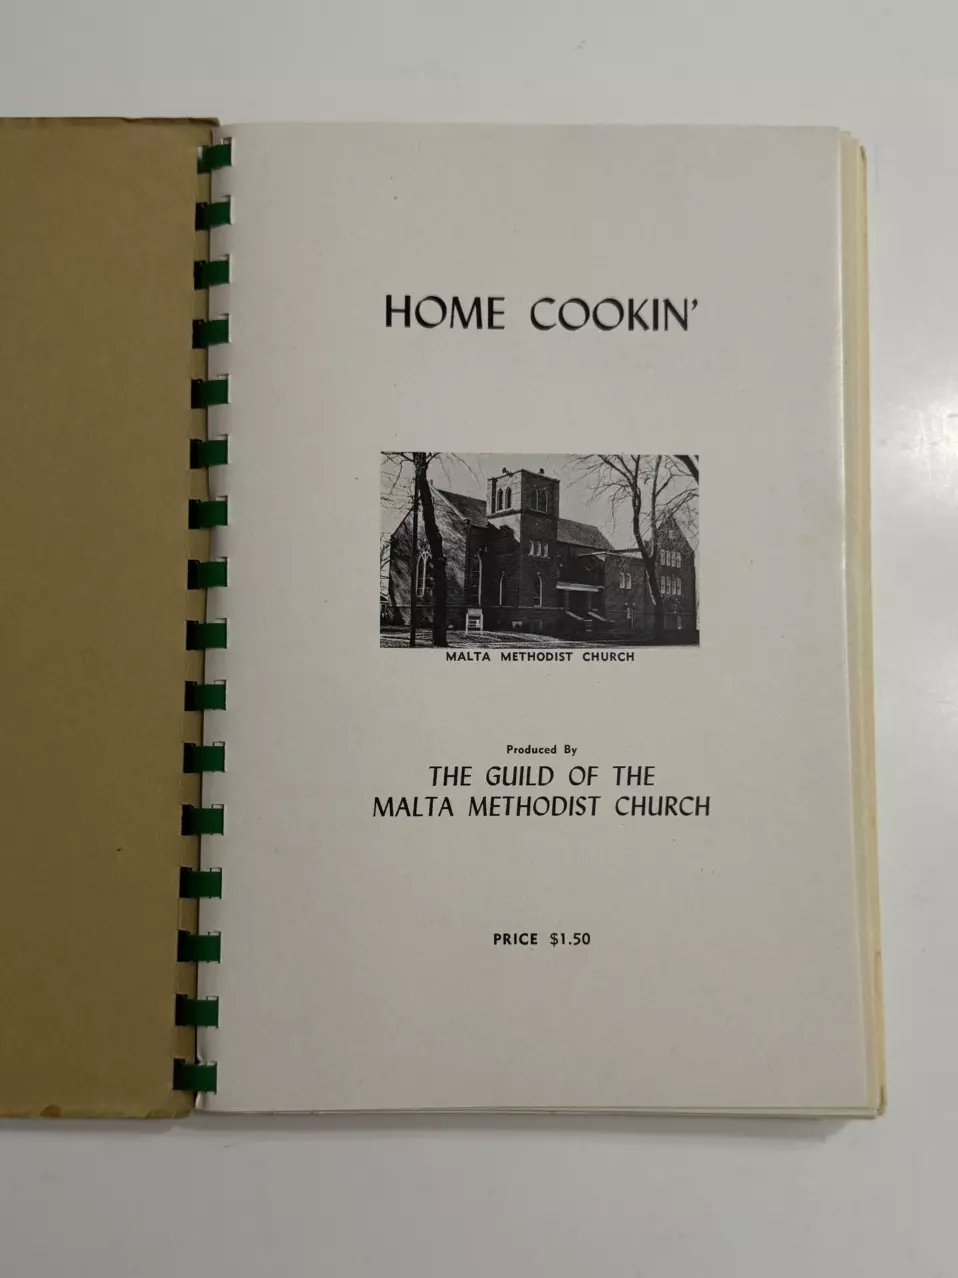 HOME COOKIN'
MALTA METHODIST CHURCH
Produced By
THE GUILD OF THE
MALTA METHODIST CHURCH
PRICE $1.50